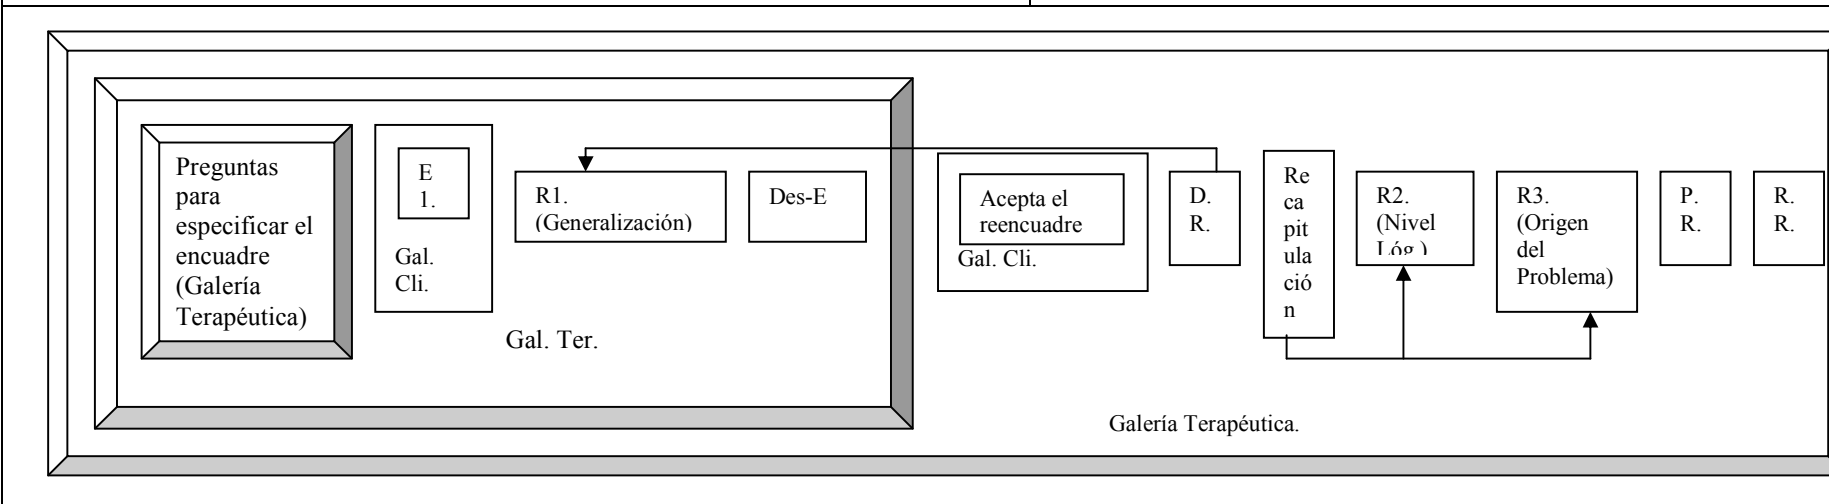 Preguntas
para
especificar el
encuadre
(Galería
Terapéutica)
E
1.
Gal.
Cli.
R1.
(Generalización)
Des-E
Gal. Ter.
Acepta el
reencuadre
Gal. Cli.
D.
R.
Re
ca
pit
ula
ció
n
R2.
(Nivel
Lóg.)
R3.
(Origen
del
Problema)
P.
R.
R.
R.
Galería Terapéutica.